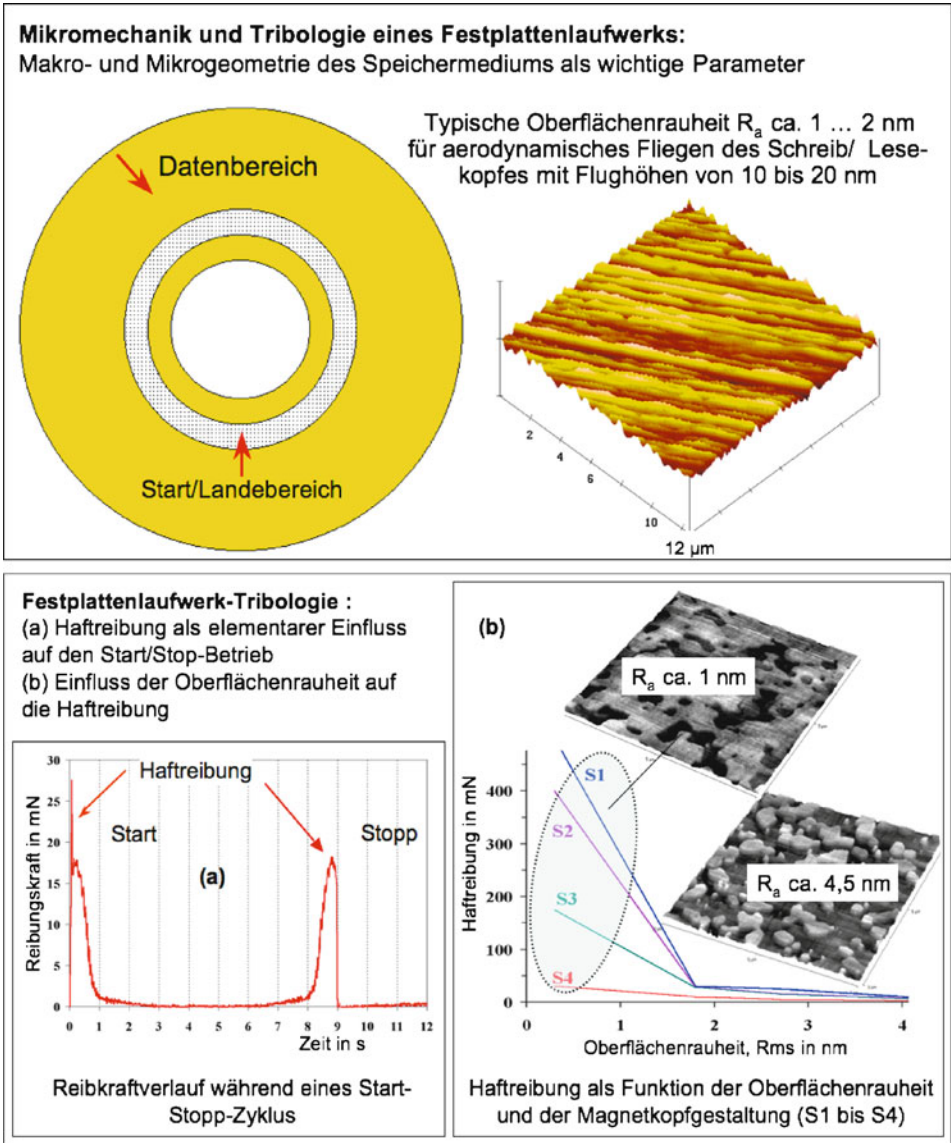 Mikromechanik und Tribologie eines Festplattenlaufwerks:
Makro- und Mikrogeometrie des Speichermediums als wichtige Parameter
Datenbereich
Start/Landebereich
Typische Oberflächenrauheit Ra ca. 1 ... 2 nm
für aerodynamisches Fliegen des Schreib/ Lese-
kopfes mit Flughöhen von 10 bis 20 nm
2
4
6
10
12 µm
Festplattenlaufwerk-Tribologie :
(a) Haftreibung als elementarer Einfluss
auf den Start/Stop-Betrieb
(b) Einfluss der Oberflächenrauheit auf
die Haftreibung
Reibungskraft in mN
30
25
20
15
10
5
0
Haftreibung
Start
Stopp
(a)
0 1 2 3 4 5 6 7 8 9 10 11 12
Zeit in s
Reibkraftverlauf während eines Start-
Stopp-Zyklus
(b)
Ra ca. 1 nm
Ra ca. 4,5 nm
Haftreibung in mN
400
300
200
100
0
S1
S2
S3
S4
0 1 2 3 4
Oberflächenrauheit, Rms in nm
Haftreibung als Funktion der Oberflächenrauheit
und der Magnetkopfgestaltung (S1 bis S4)